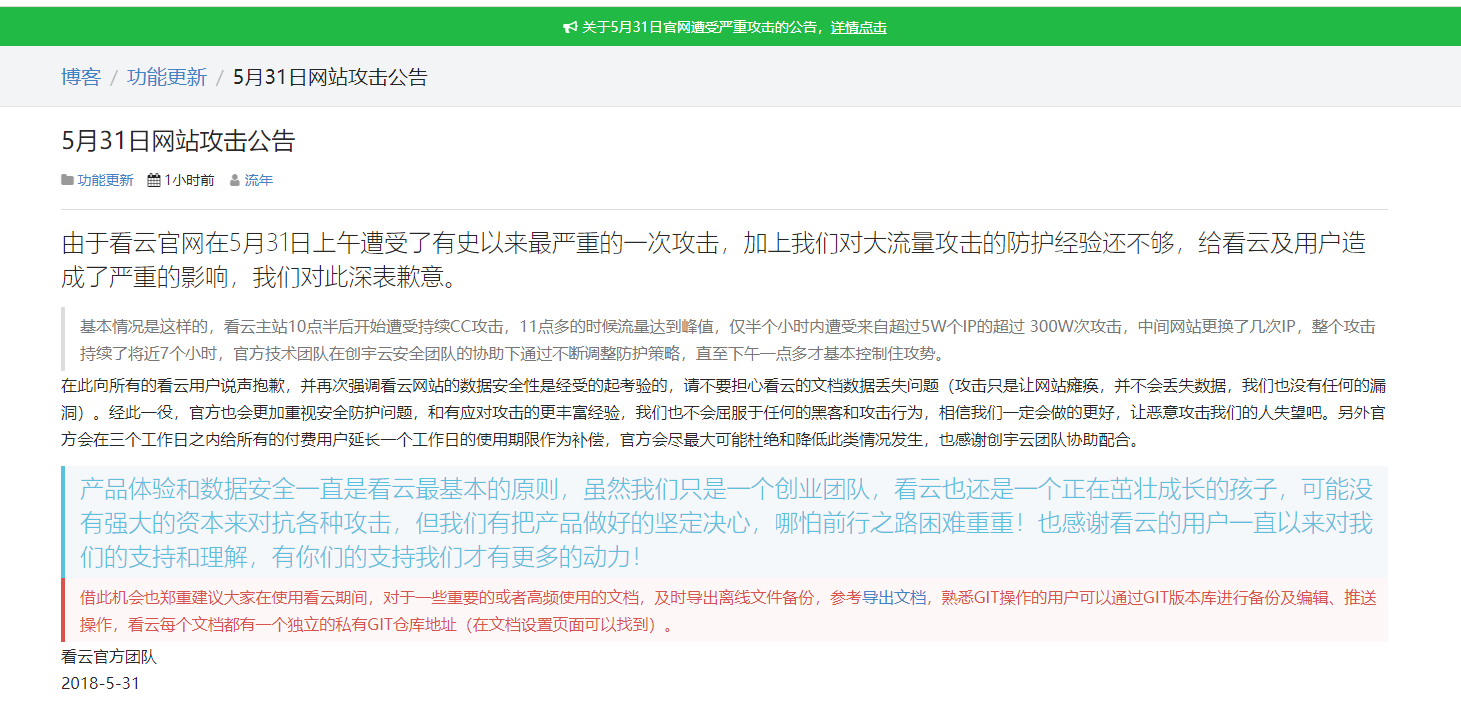 关于5月31日官网遭受严重攻击的公告，详情点击
博客 / 功能更新 / 5月31日网站攻击公告
5月31日网站攻击公告
功能更新 1小时前 流年
由于看云官网在5月31日上午遭受了有史以来最严重的一次攻击，加上我们对大流量攻击的防护经验还不够，给看云及用户造
成了严重的影响，我们对此深表歉意。
基本情况是这样的，看云主站10点半后开始遭受持续CC攻击，11点多的时候流量达到峰值，仅半个小时内遭受来自超过5W个IP的超过 300W次攻击，中间网站更换了几次IP，整个攻击
持续了将近7个小时，官方技术团队在创宇云安全团队的协助下通过不断调整防护策略，直至下午一点多才基本控制住攻势。
在此向所有的看云用户说声抱歉，并再次强调看云网站的数据安全性是经受的起考验的，请不要担心看云的文档数据丢失问题（攻击只是让网站瘫痪，并不会丢失数据，我们也没有任何的漏
洞）。经此一役，官方也会更加重视安全防护问题，和有应对攻击的更丰富经验，我们也不会屈服于任何的黑客和攻击行为，相信我们一定会做的更好，让恶意攻击我们的人失望吧。另外官
方会在三个工作日之内给所有的付费用户延长一个工作日的使用期限作为补偿，官方会尽最大可能杜绝和降低此类情况发生，也感谢创宇云团队协助配合。
产品体验和数据安全一直是看云最基本的原则，虽然我们只是一个创业团队，看云也还是一个正在茁壮成长的孩子，可能没
有强大的资本来对抗各种攻击，但我们有把产品做好的坚定决心，哪怕前行之路困难重重！也感谢看云的用户一直以来对我
们的支持和理解，有你们的支持我们才有更多的动力！
借此机会也郑重建议大家在使用看云期间，对于一些重要的或者高频使用的文档，及时导出离线文件备份，参考导出文档，熟悉GIT操作的用户可以通过GIT版本库进行备份及编辑、推送
操作，看云每个文档都有一个独立的私有GIT仓库地址（在文档设置页面可以找到）。
看云官方团队
2018-5-31